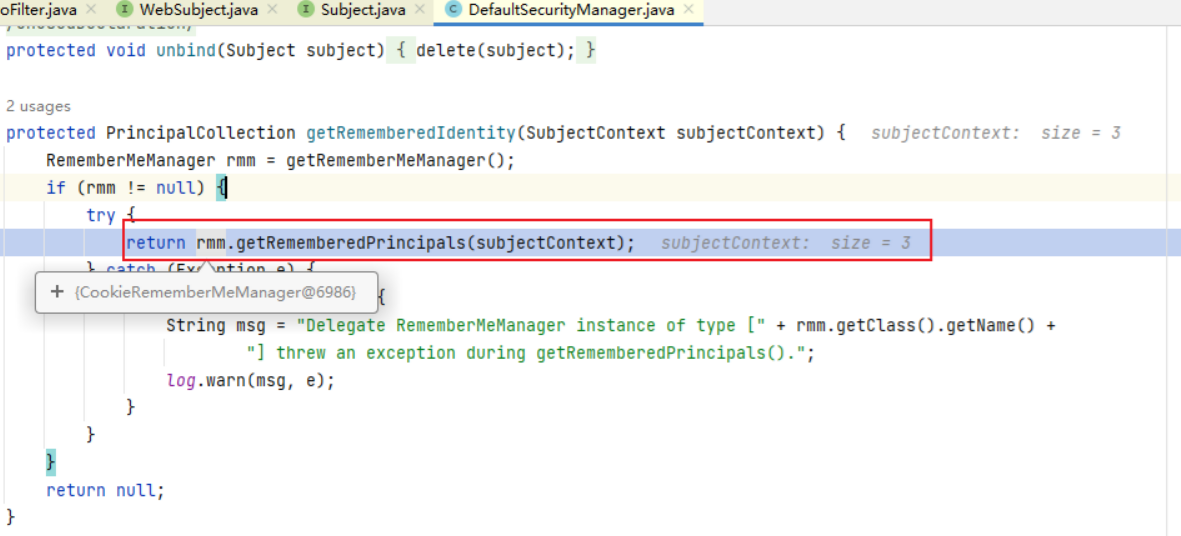 oFilter.java WebSubject.java Subject.java DefaultSecurityManager.java
protected void unbind(Subject subject) { delete(subject); }
2 usages
protected PrincipalCollection getRememberedIdentity(SubjectContext subjectContext) { subjectContext: size = 3
RememberMeManager rmm = getRememberMeManager();
if (rmm != null) {
try {
return rmm.getRememberedPrincipals(subjectContext); subjectContext: size = 3
} catch (Exception e) {
+ {CookieRememberMeManager@6986} {
String msg = "Delegate RememberMeManager instance of type [" + rmm.getClass().getName() +
"] threw an exception during getRememberedPrincipals().";
log.warn(msg, e);
}
}
}
return null;
}